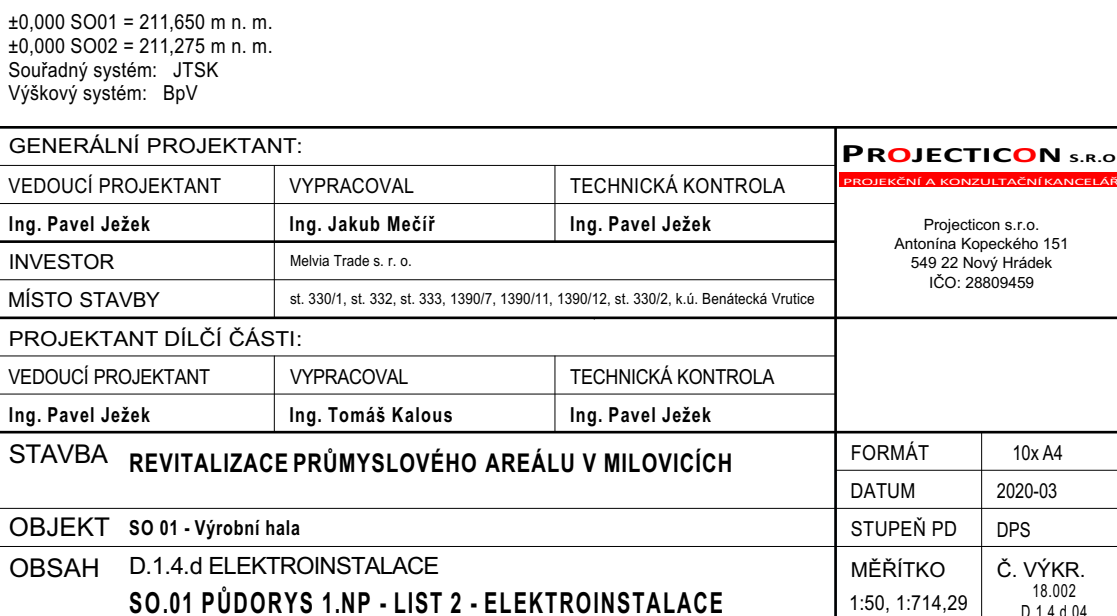 ±0,000 SO01 = 211,650 m n. m.
±0,000 SO02 = 211,275 m n. m.
Souřadný systém: JTSK
Výškový systém: BpV
GENERÁLNÍ PROJEKTANT:
VEDOUCÍ PROJEKTANT VYPRACOVAL TECHNICKÁ KONTROLA
Ing. Pavel Ježek Ing. Jakub Mečíř Ing. Pavel Ježek
INVESTOR Melvia Trade s. r. o.
MÍSTO STAVBY st. 330/1, st. 332, st. 333, 1390/7, 1390/11, 1390/12, st. 330/2, k.ú. Benátecká Vrutice
PROJECTICON S.R.O
PROJEKČNÍ A KONZULTAČNÍ KANCELÁŘ
Projecticon s.r.o.
Antonína Kopeckého 151
549 22 Nový Hrádek
IČO: 28809459
PROJEKTANT DÍLČÍ ČÁSTI:
VEDOUCÍ PROJEKTANT VYPRACOVAL TECHNICKÁ KONTROLA
Ing. Pavel Ježek Ing. Tomáš Kalous Ing. Pavel Ježek
STAVBA REVITALIZACE PRŮMYSLOVÉHO AREÁLU V MILOVICÍCH
FORMÁT 10x A4
DATUM 2020-03
OBJEKT SO 01 - Výrobní hala
STUPEŇ PD DPS
OBSAH D.1.4.d ELEKTROINSTALACE
SO.01 PŮDORYS 1.NP - LIST 2 - ELEKTROINSTALACE
MĚŘÍTKO Č. VÝKR.
1:50, 1:714,29 18.002
D.1.4.d.04